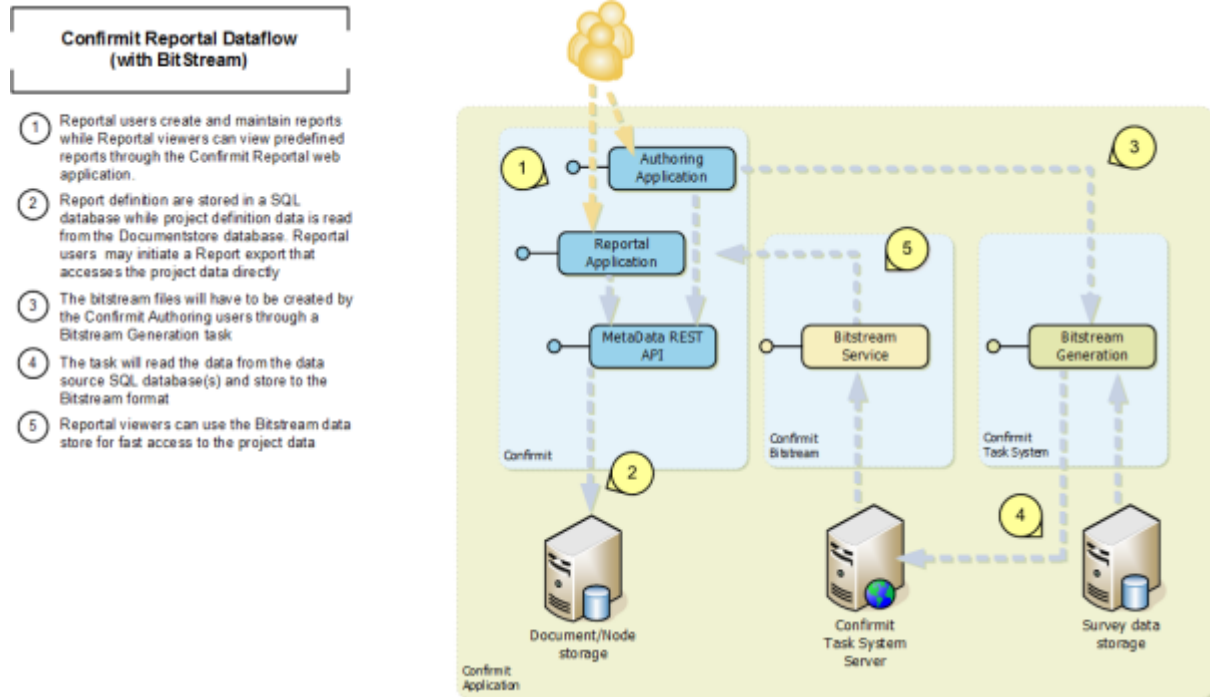 Confirmit Reportal Dataflow
(with BitStream)
1
Reportal users create and maintain reports
while Reportal viewers can view predefined
reports through the Confirmit Reportal web
application.
2
Report definition are stored in a SQL
database while project definition data is read
from the Documentstore database. Reportal
users may initiate a Report export that
accesses the project data directly
3
The bitstream files will have to be created by
the Confirmit Authoring users through a
Bitstream Generation task
4
The task will read the data from the data
source SQL database(s) and store to the
Bitstream format
5
Reportal viewers can use the Bitstream data
store for fast access to the project data
1
Authoring
Application
3
Reportal
Application
5
MetaData REST
API
Bitstream
Service
Bitstream
Generation
Confirmit
Confirmit
Bitstream
Confirmit
Task System
2
4
Document/Node
storage
Confirmit
Task System
Server
Survey data
storage
Confirmit
Application